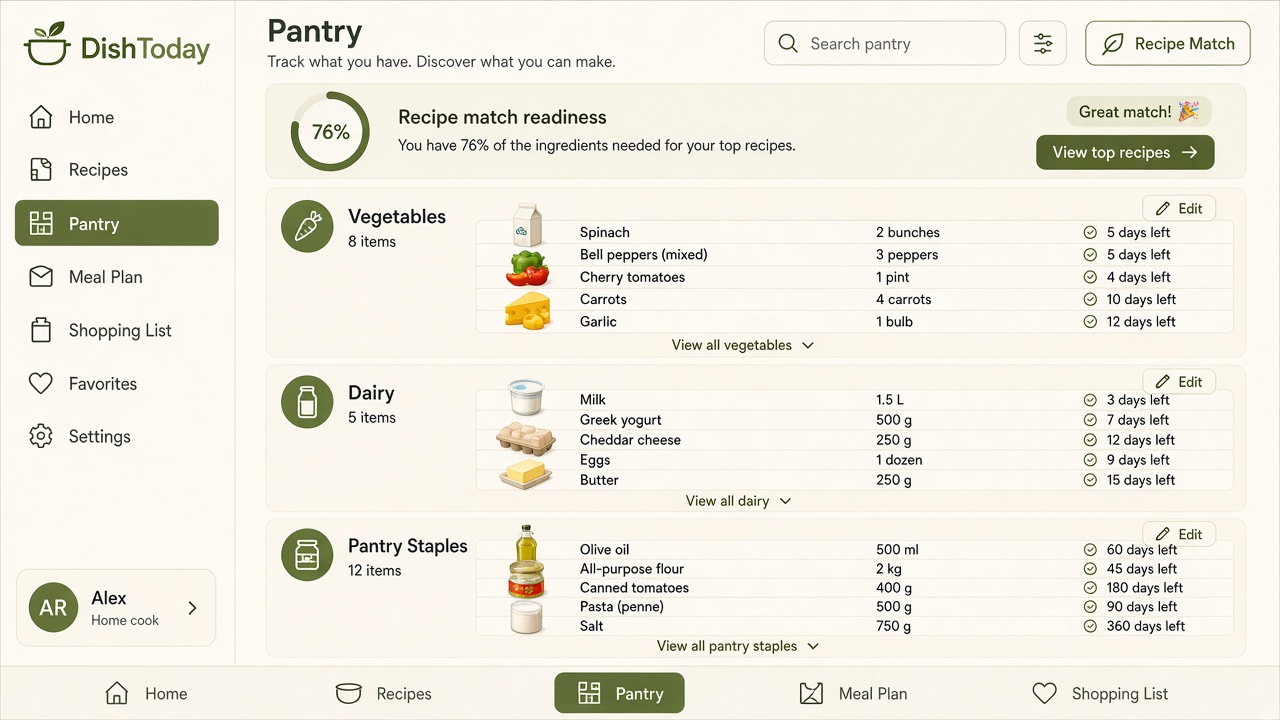 DishToday
Home
Recipes
Pantry
Meal Plan
Shopping List
Favorites
Settings
AR
Alex
Home cook
Pantry
Track what you have. Discover what you can make.
Search pantry
Recipe Match
76%
Recipe match readiness
You have 76% of the ingredients needed for your top recipes.
Great match! 🎉
View top recipes →
Vegetables
8 items
Edit
Spinach 2 bunches 5 days left
Bell peppers (mixed) 3 peppers 5 days left
Cherry tomatoes 1 pint 4 days left
Carrots 4 carrots 10 days left
Garlic 1 bulb 12 days left
View all vegetables
Dairy
5 items
Edit
Milk 1.5 L 3 days left
Greek yogurt 500 g 7 days left
Cheddar cheese 250 g 12 days left
Eggs 1 dozen 9 days left
Butter 250 g 15 days left
View all dairy
Pantry Staples
12 items
Edit
Olive oil 500 ml 60 days left
All-purpose flour 2 kg 45 days left
Canned tomatoes 400 g 180 days left
Pasta (penne) 500 g 90 days left
Salt 750 g 360 days left
View all pantry staples
Home
Recipes
Pantry
Meal Plan
Shopping List